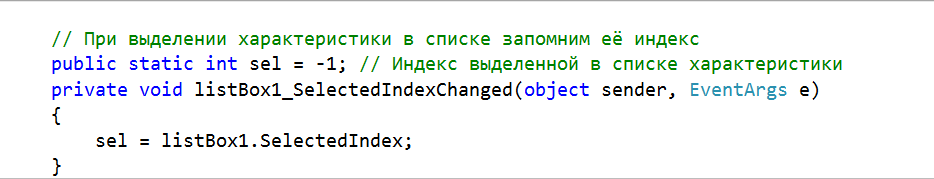 // При выделении характеристики в списке запомним её индекс
public static int sel = -1; // Индекс выделенной в списке характеристики
private void listBox1_SelectedIndexChanged(object sender, EventArgs e)
{
    sel = listBox1.SelectedIndex;
}